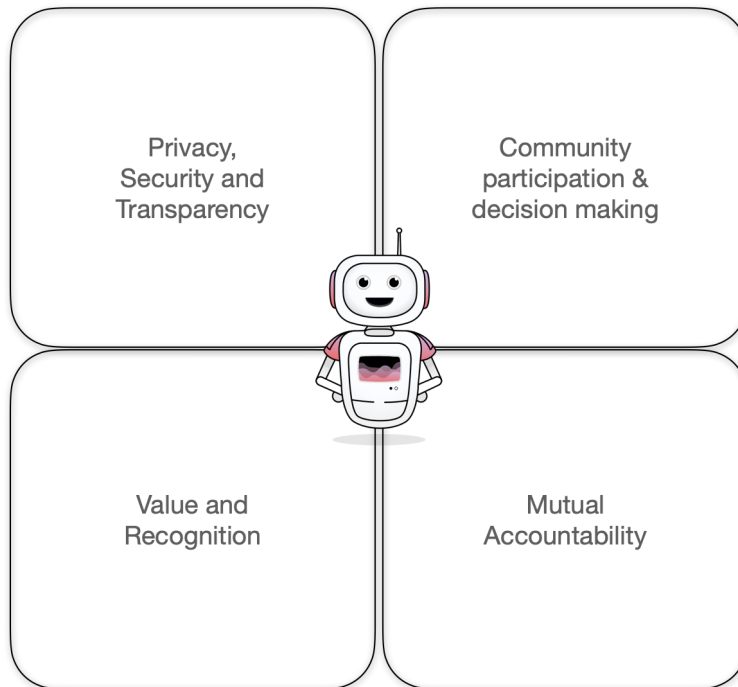 Privacy,
Security and
Transparency
Community
participation &
decision making
Value and
Recognition
Mutual
Accountability